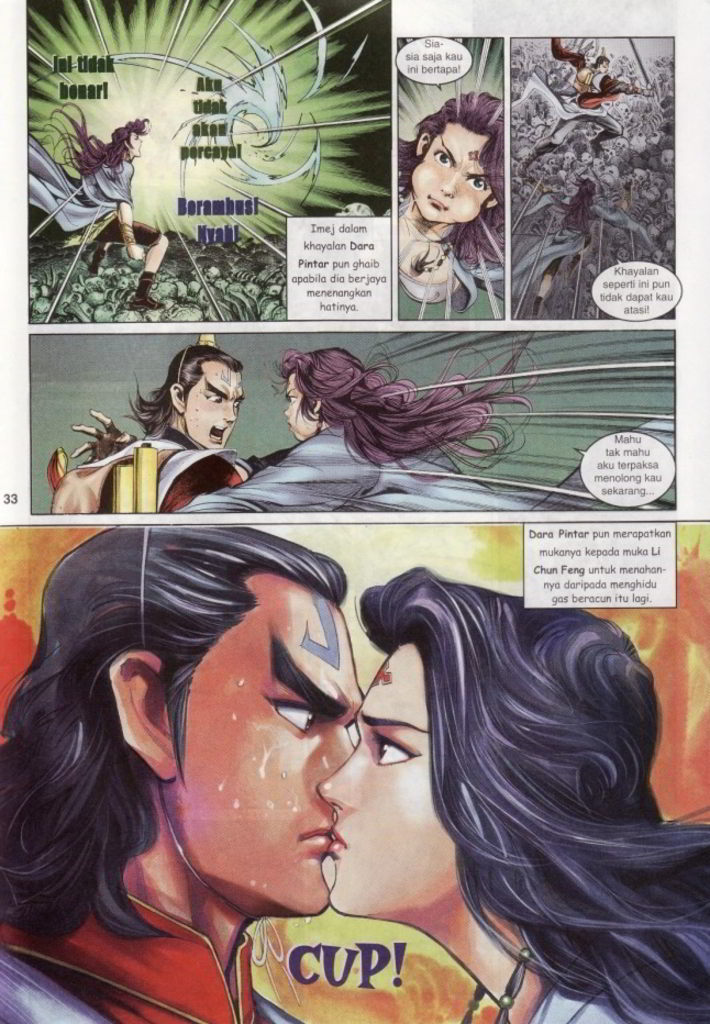 Ini tidak
benar!
Aku
tidak
akan
percaya!
Berambus!
Nyah!
Imej dalam
khayalan Dara
Pintar pun ghaib
apabila dia berjaya
menenangkan
hatinya.
Sia-
sia saja kau
ini bertapa!
Khayalan
seperti ini pun
tidak dapat kau
atasi!
Mahu
tak mahu
aku terpaksa
menolong kau
sekarang...
33
Dara Pintar pun merapatkan
mukanya kepada muka Li
Chun Feng untuk menahan-
nya daripada menghidu
gas beracun itu lagi.
CUP!